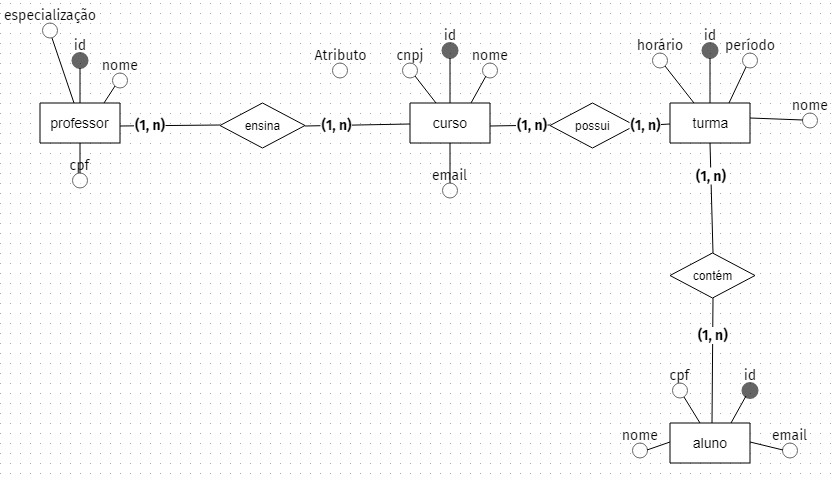 especialização
id
nome
professor
cpf
(1, n)
ensina
(1, n)
Atributo
cnpj
id
nome
curso
email
(1, n)
possui
(1, n)
horário
id
período
turma
nome
(1, n)
contém
(1, n)
cpf
id
nome
aluno
email